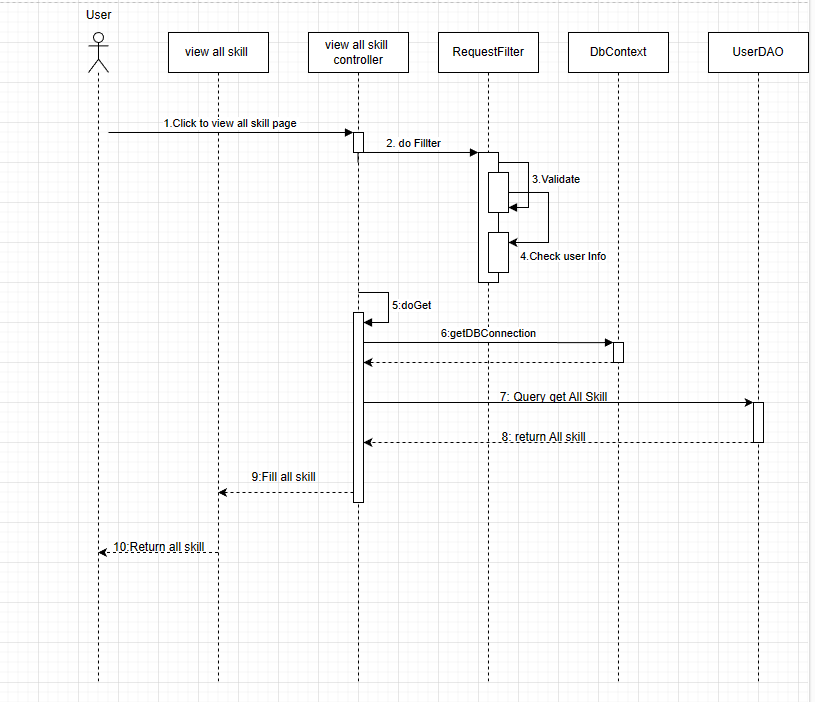 User
view all skill
view all skill
controller
RequestFilter
DbContext
UserDAO
1.Click to view all skill page
2. do Fillter
3.Validate
4.Check user Info
5:doGet
6:getDBConnection
7: Query get All Skill
8: return All skill
9:Fill all skill
10:Return all skill